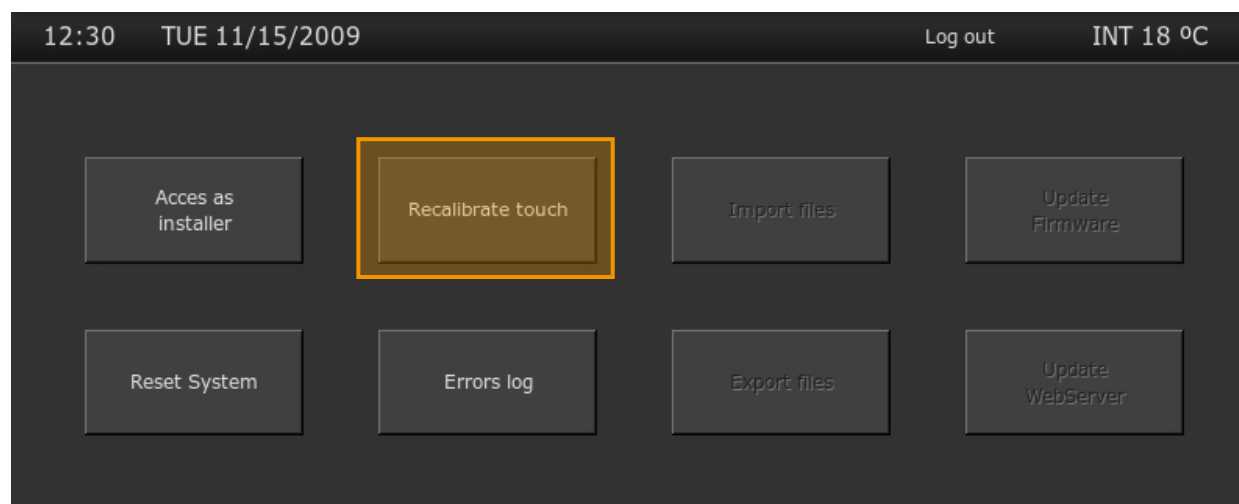 12:30 TUE 11/15/2009 Log out INT 18 ºC
Acces as
installer
Recalibrate touch
Import files
Update
Firmware
Reset System
Errors log
Export files
Update
WebServer